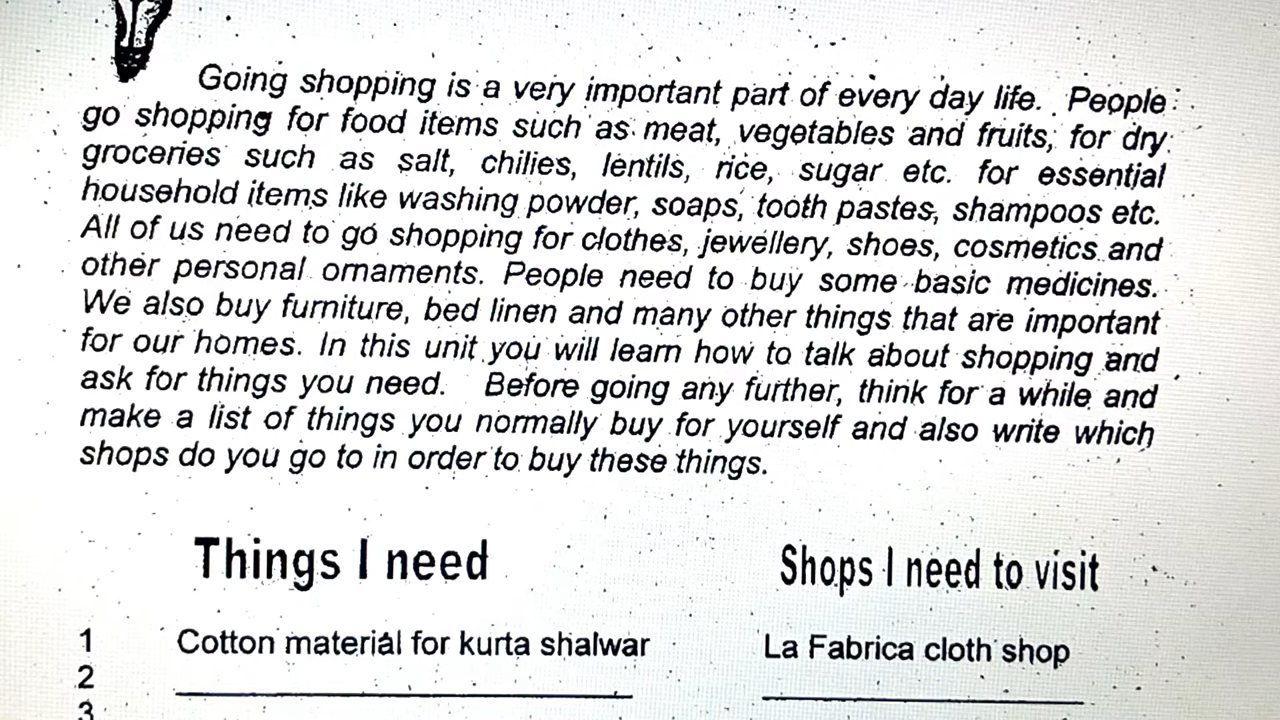 Going shopping is a very important part of every day life. People
go shopping for food items such as meat, vegetables and fruits, for dry
groceries such as salt, chilies, lentils, rice, sugar etc. for essential
household items like washing powder, soaps, tooth pastes, shampoos etc.
All of us need to go shopping for clothes, jewellery, shoes, cosmetics and
other personal ornaments. People need to buy some basic medicines.
We also buy furniture, bed linen and many other things that are important
for our homes. In this unit you will learn how to talk about shopping and
ask for things you need. Before going any further, think for a while and
make a list of things you normally buy for yourself and also write which
shops do you go to in order to buy these things.
Things I need Shops I need to visit
1 Cotton material for kurta shalwar La Fabrica cloth shop
2
3